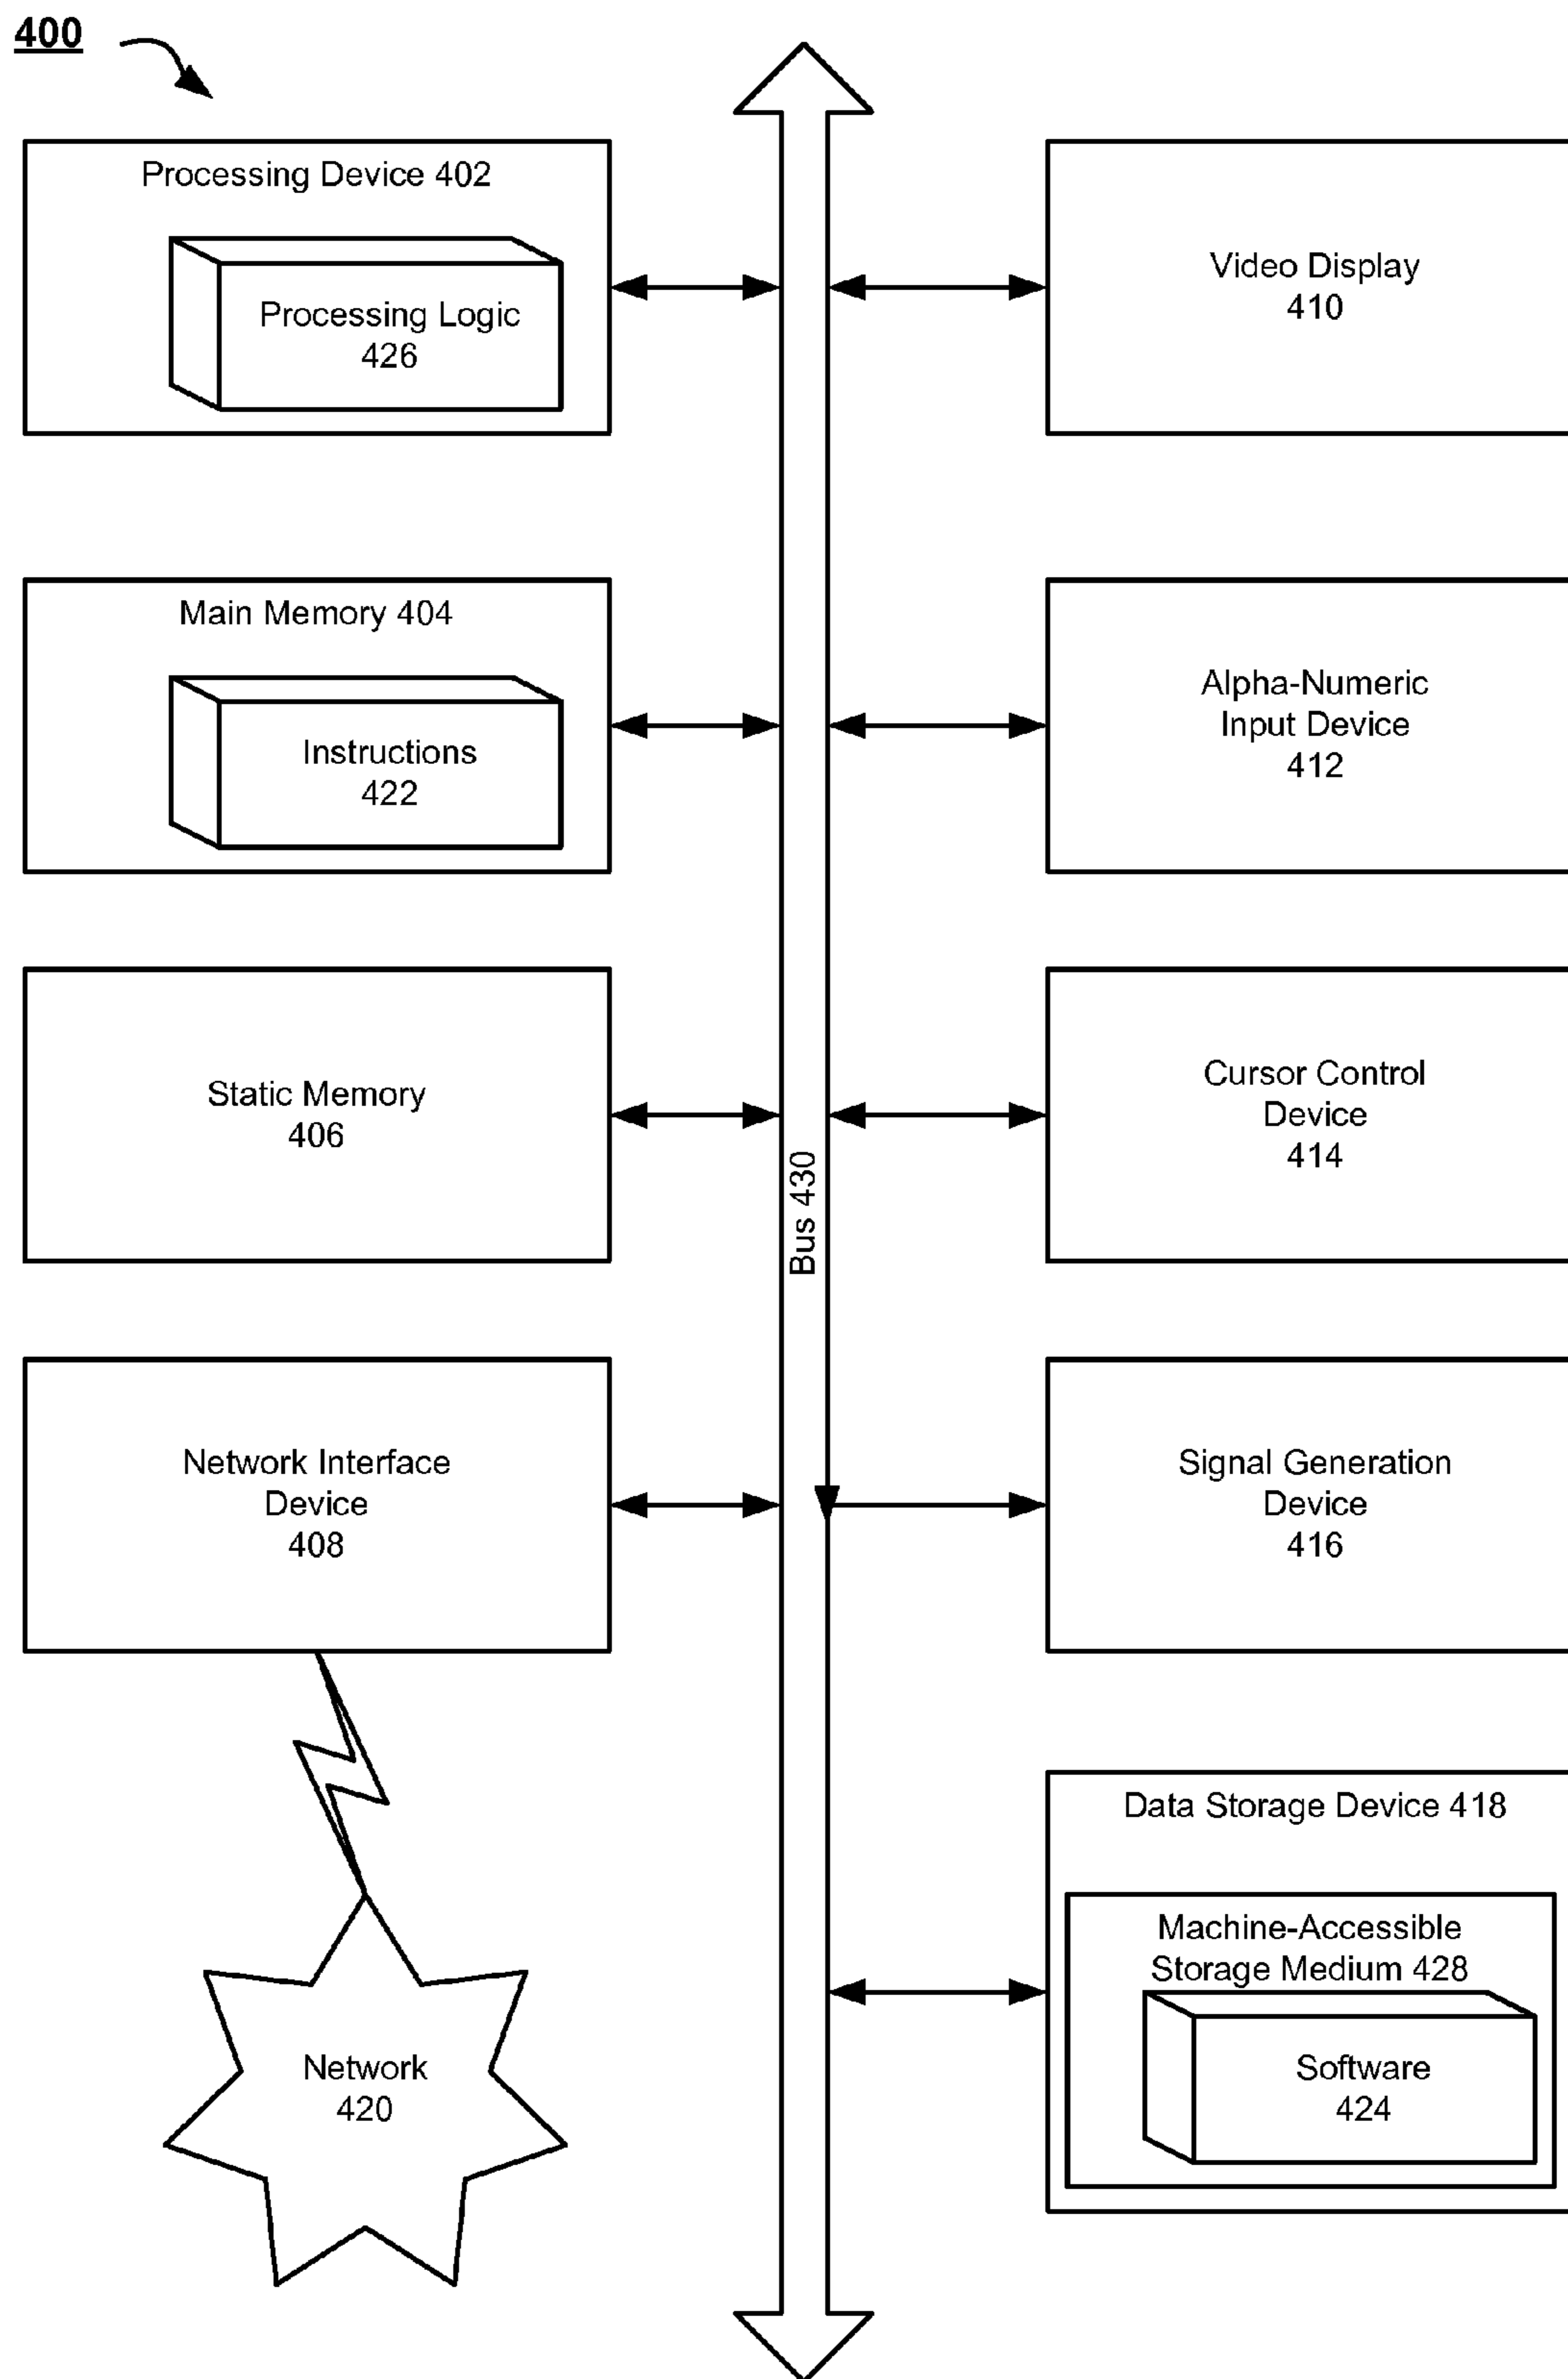 400
Processing Device 402
Processing Logic
426
Video Display
410
Main Memory 404
Instructions
422
Alpha-Numeric
Input Device
412
Static Memory
406
Cursor Control
Device
414
Bus 430
Network Interface
Device
408
Signal Generation
Device
416
Data Storage Device 418
Machine-Accessible
Storage Medium 428
Software
424
Network
420